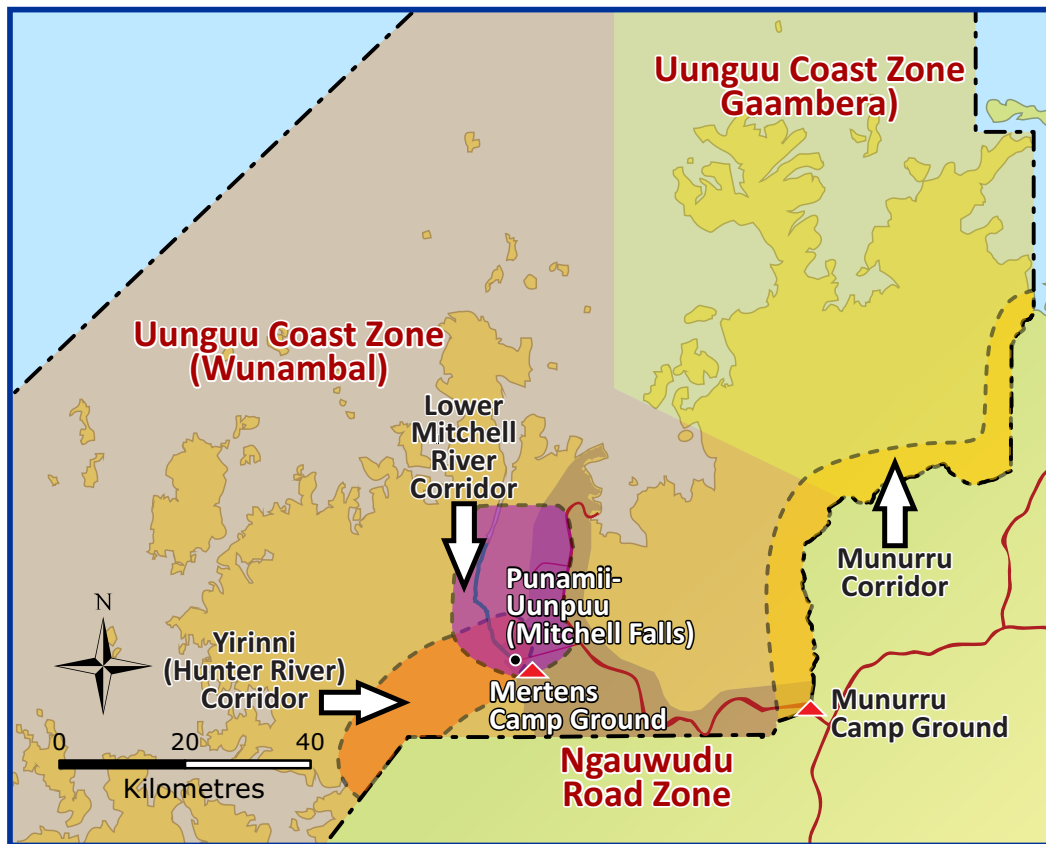 Uunguu Coast Zone
Gaambera)
Uunguu Coast Zone
(Wunambal)
Lower
Mitchell
River
Corridor
Punamii-
Uunpuu
(Mitchell Falls)
Munurru
Corridor
N
Yirinni
(Hunter River)
Corridor
Mertens
Camp Ground
Munurru
Camp Ground
0 20 40
Kilometres
Ngauwudu
Road Zone